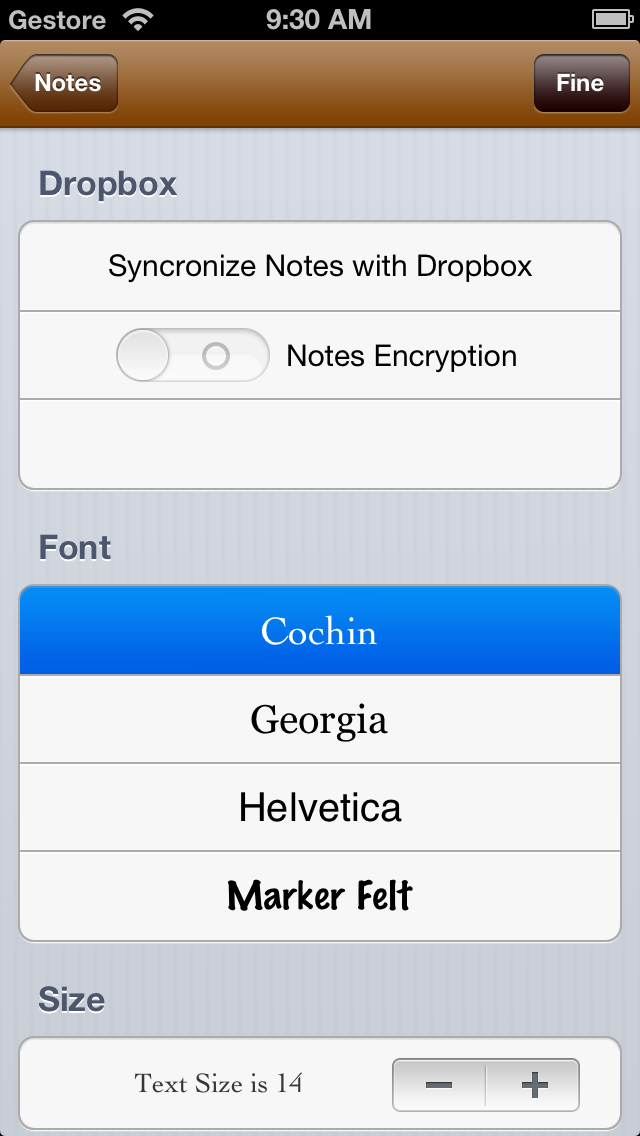 Gestore 9:30 AM
Notes Fine
Dropbox
Syncronize Notes with Dropbox
Notes Encryption
Font
Cochin
Georgia
Helvetica
Marker Felt
Size
Text Size is 14